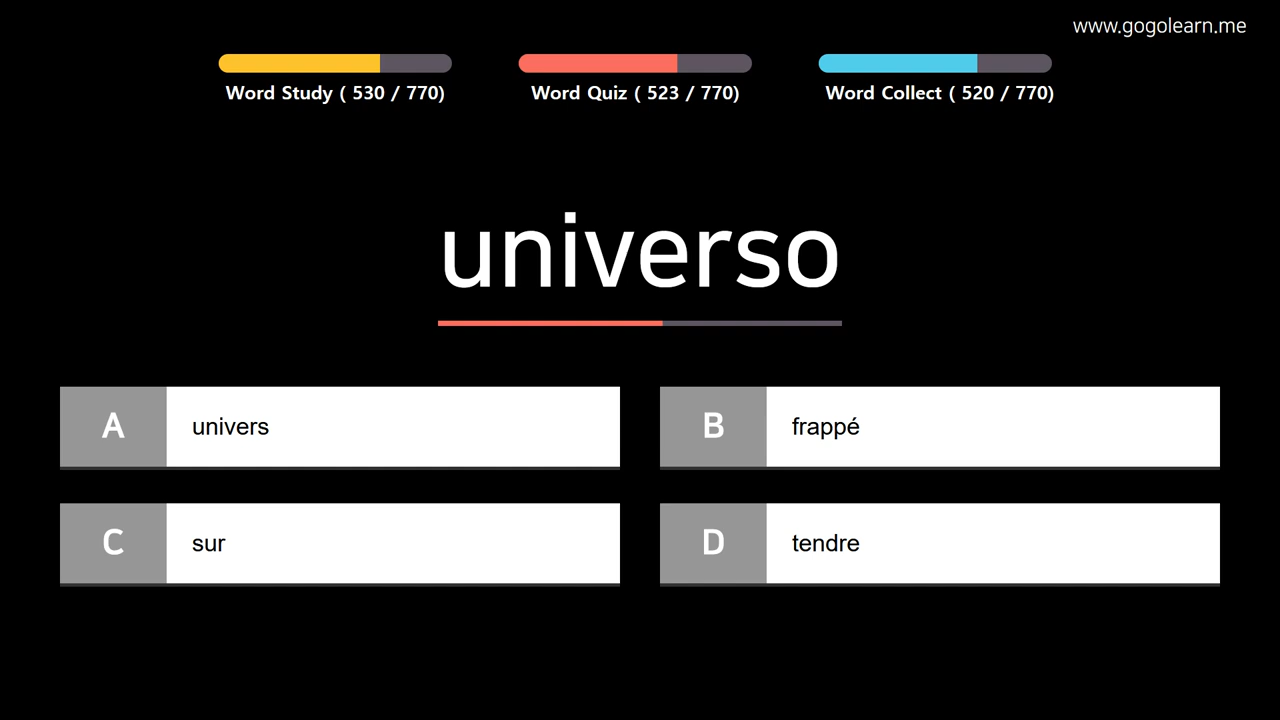 www.gogolearn.me
Word Study ( 530 / 770)
Word Quiz ( 523 / 770)
Word Collect ( 520 / 770)
universo
A univers
B frappé
C sur
D tendre